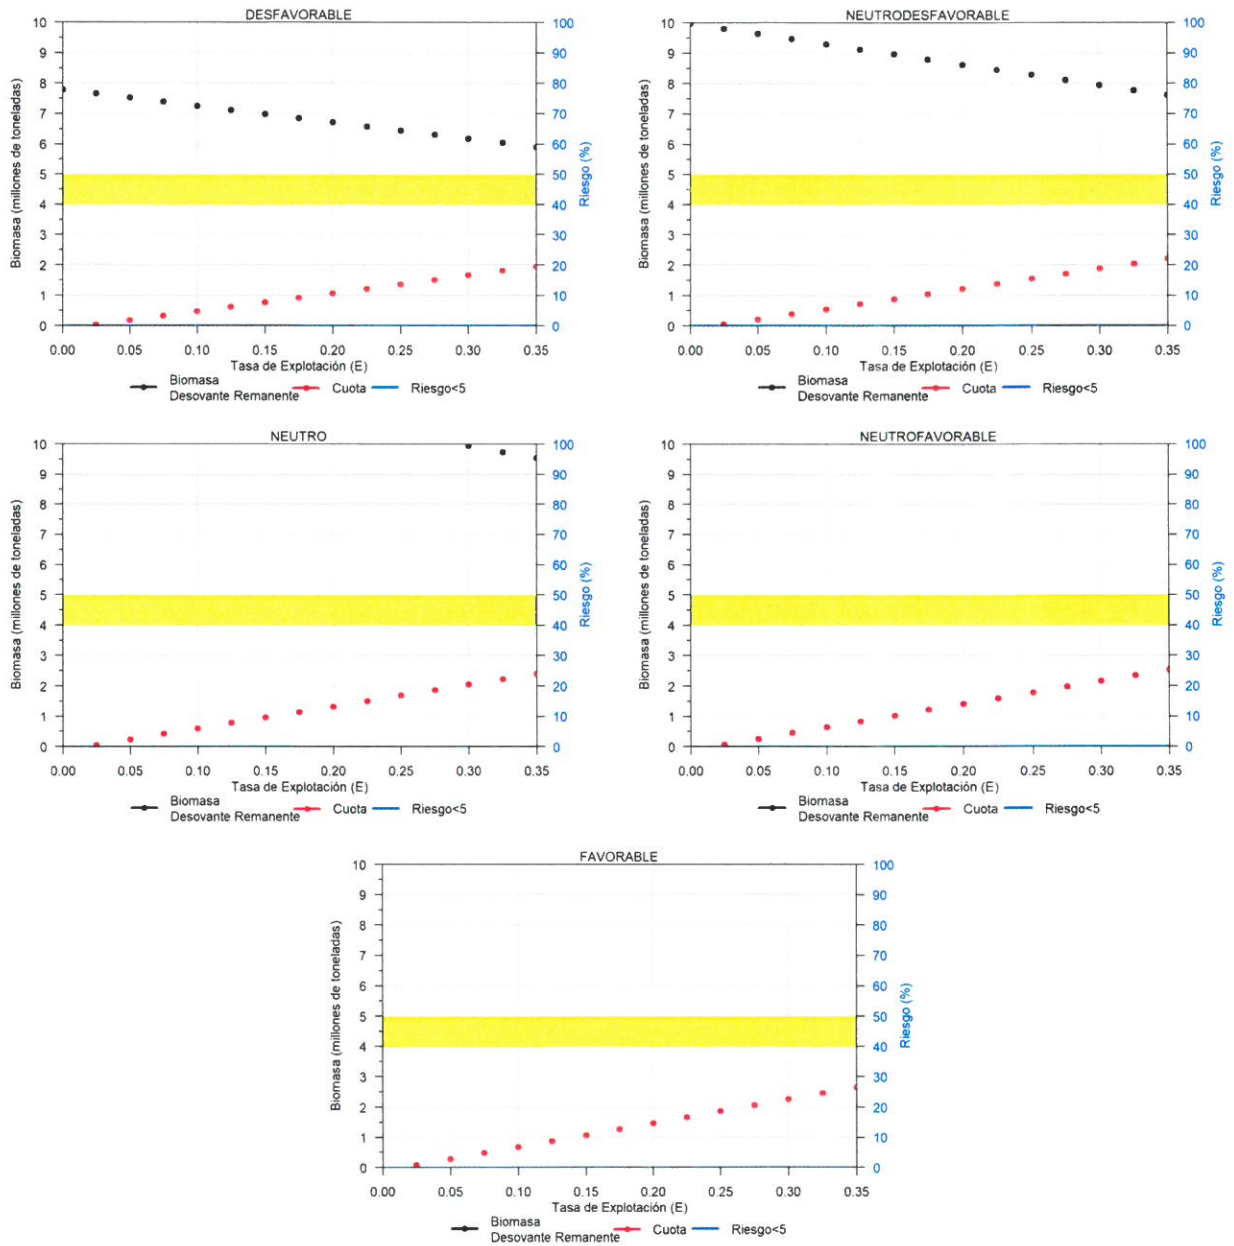 DESFAVORABLE
10
9
8
7
6
5
4
3
2
1
0
Biomasa (millones de toneladas)
100
90
80
70
60
50
40
30
20
10
0
Riesgo (%)
0.00 0.05 0.10 0.15 0.20 0.25 0.30 0.35
Tasa de Explotación (E)
Biomasa
Desovante Remanente
Cuota
Riesgo<5
NEUTRODESFAVORABLE
10
9
8
7
6
5
4
3
2
1
0
Biomasa (millones de toneladas)
100
90
80
70
60
50
40
30
20
10
0
Riesgo (%)
0.00 0.05 0.10 0.15 0.20 0.25 0.30 0.35
Tasa de Explotación (E)
Biomasa
Desovante Remanente
Cuota
Riesgo<5
NEUTRO
10
9
8
7
6
5
4
3
2
1
0
Biomasa (millones de toneladas)
100
90
80
70
60
50
40
30
20
10
0
Riesgo (%)
0.00 0.05 0.10 0.15 0.20 0.25 0.30 0.35
Tasa de Explotación (E)
Biomasa
Desovante Remanente
Cuota
Riesgo<5
NEUTROFAVORABLE
10
9
8
7
6
5
4
3
2
1
0
Biomasa (millones de toneladas)
100
90
80
70
60
50
40
30
20
10
0
Riesgo (%)
0.00 0.05 0.10 0.15 0.20 0.25 0.30 0.35
Tasa de Explotación (E)
Biomasa
Desovante Remanente
Cuota
Riesgo<5
FAVORABLE
10
9
8
7
6
5
4
3
2
1
0
Biomasa (millones de toneladas)
100
90
80
70
60
50
40
30
20
10
0
Riesgo (%)
0.00 0.05 0.10 0.15 0.20 0.25 0.30 0.35
Tasa de Explotación (E)
Biomasa
Desovante Remanente
Cuota
Riesgo<5